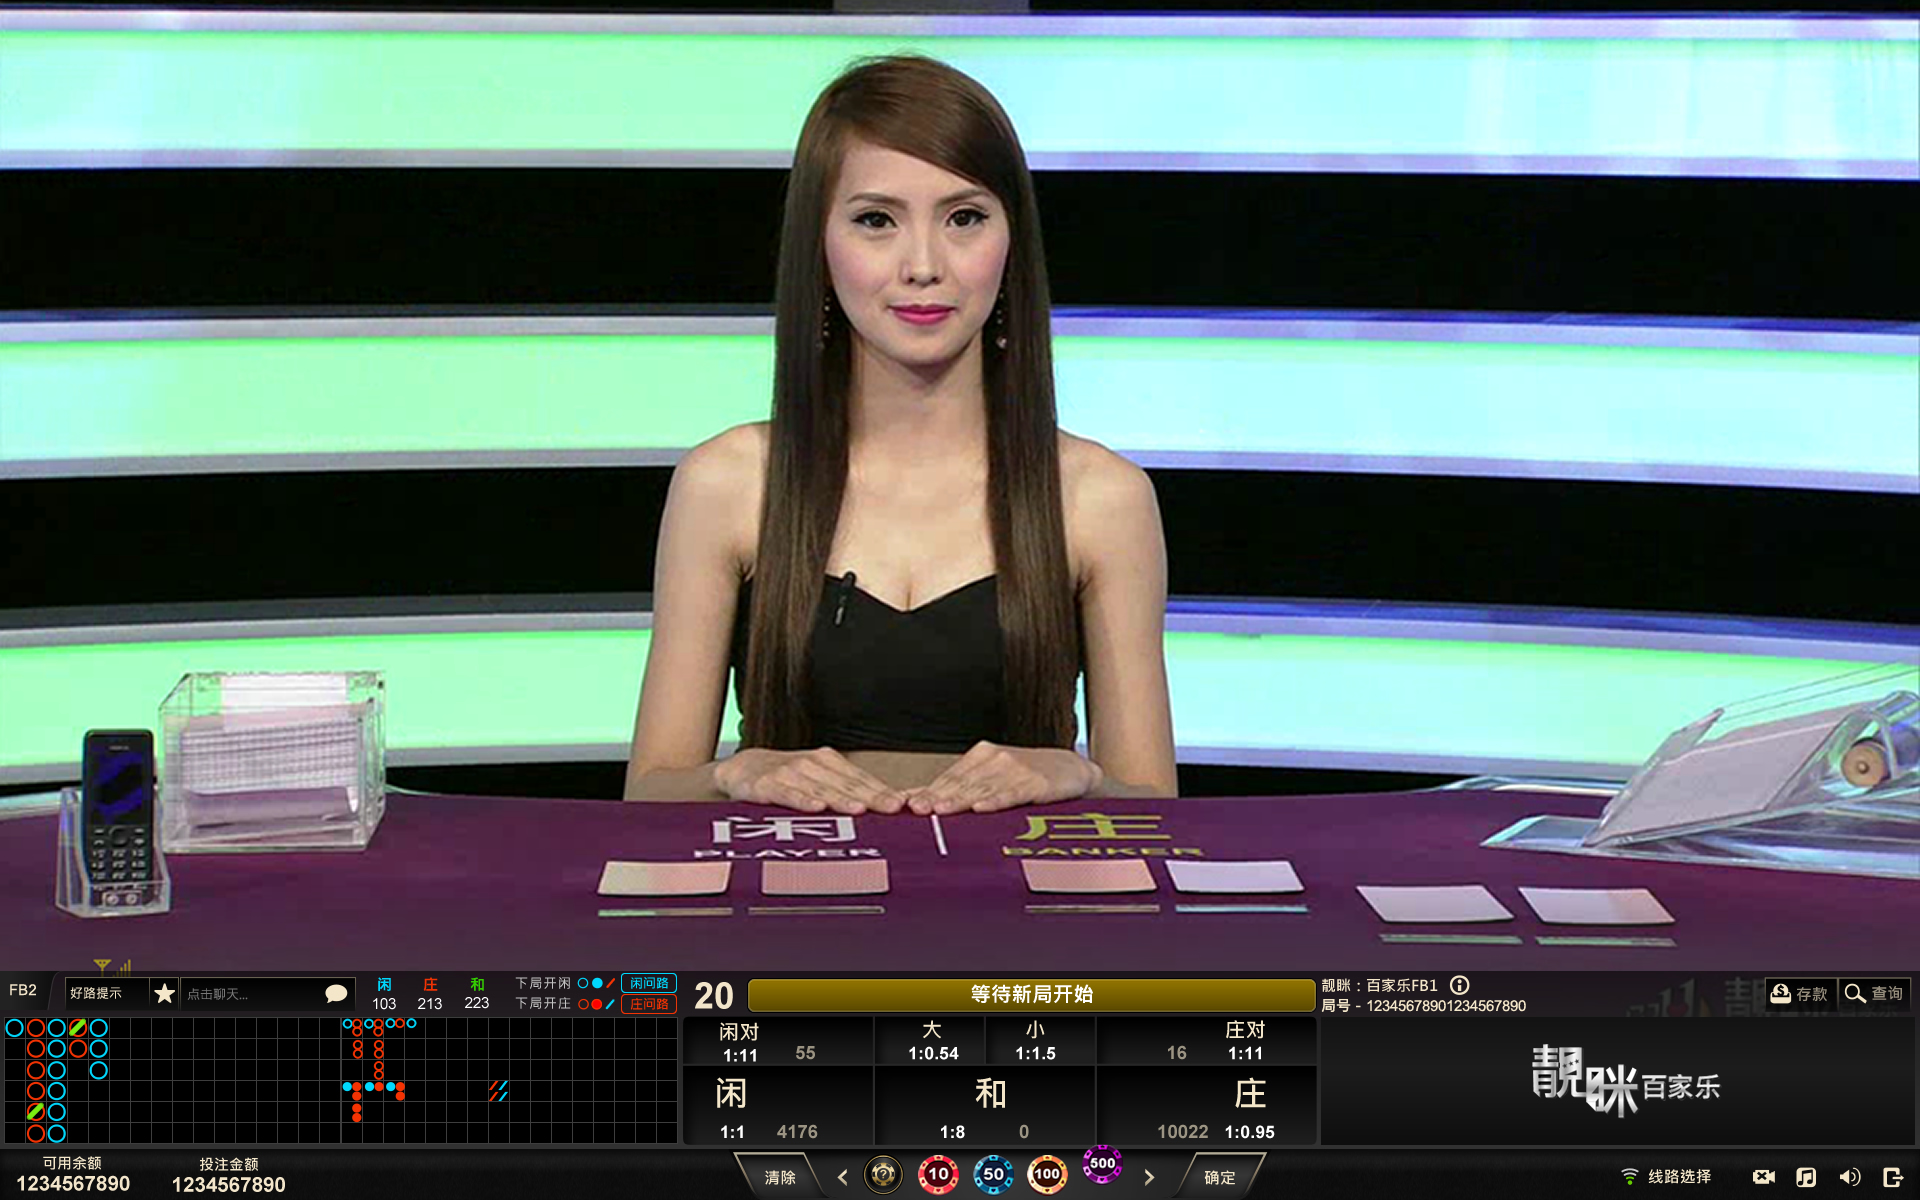 闲
庄
PLAYER
BANKER
FB2
好路提示
点击聊天...
闲
庄
和
103
213
223
下局开闲
闲问路
下局开庄
庄问路
20
等待新局开始
靓眯：百家乐FB1
局号 - 12345678901234567890
存款
查询
闲对
1:11
55
大
1:0.54
小
1:1.5
庄对
16
1:11
闲
1:1
4176
和
1:8
0
庄
10022
1:0.95
靓眯百家乐
可用余额
1234567890
投注金额
1234567890
清除
?
10
50
100
500
确定
线路选择